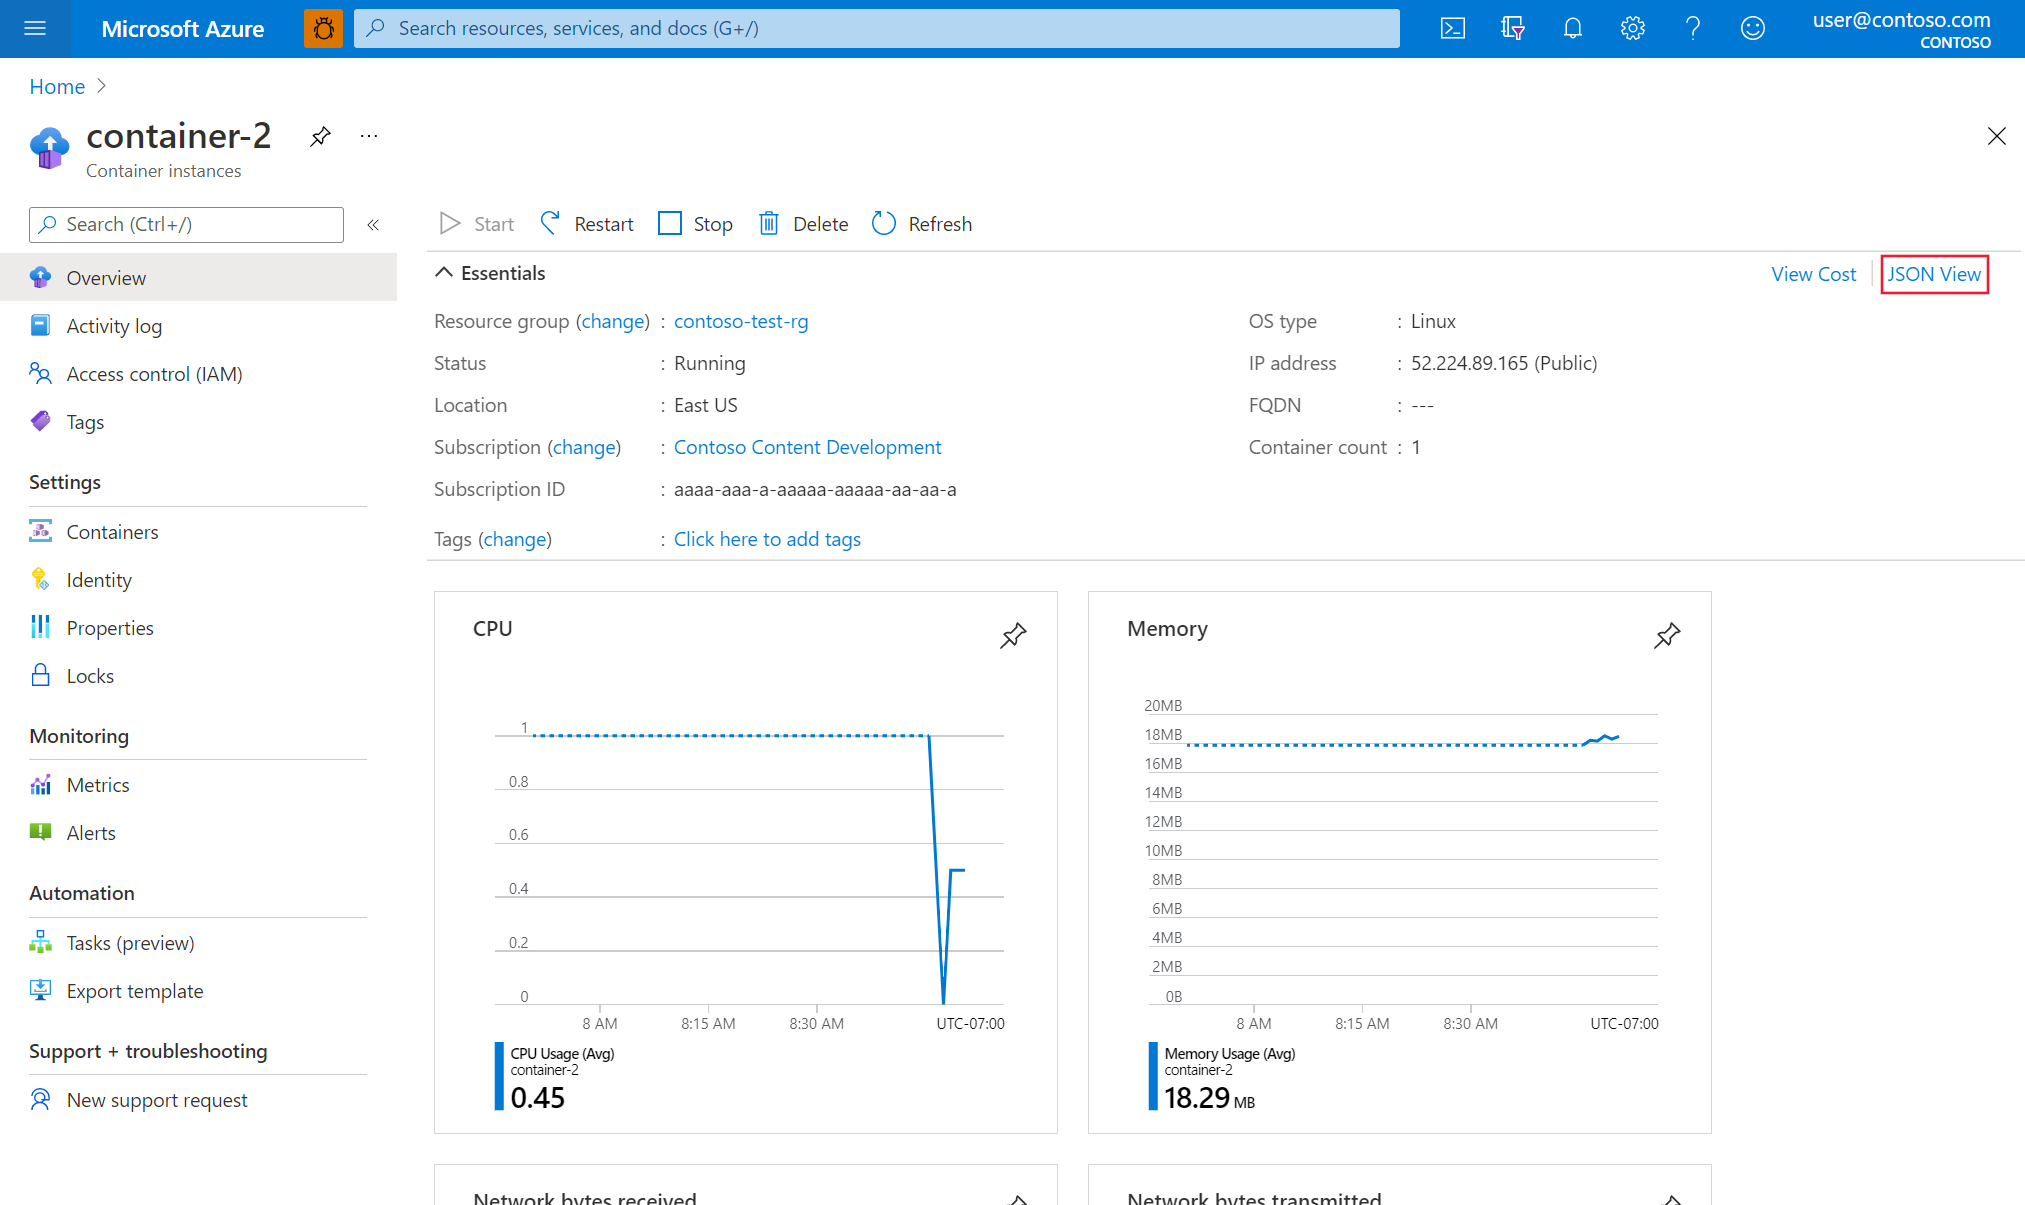 Microsoft Azure
Search resources, services, and docs (G+/)
user@contoso.com
CONTOSO
Home
container-2
Container instances
Search (Ctrl+/)
«
Start
Restart
Stop
Delete
Refresh
Overview
Activity log
Access control (IAM)
Tags
Settings
Containers
Identity
Properties
Locks
Monitoring
Metrics
Alerts
Automation
Tasks (preview)
Export template
Support + troubleshooting
New support request
Essentials
View Cost
JSON View
Resource group (change) : contoso-test-rg
Status : Running
Location : East US
Subscription (change) : Contoso Content Development
Subscription ID : aaaa-aaa-a-aaaaa-aaaaa-aa-aa-a
Tags (change) : Click here to add tags
OS type : Linux
IP address : 52.224.89.165 (Public)
FQDN : ---
Container count : 1
CPU
1
0.8
0.6
0.4
0.2
0
8 AM 8:15 AM 8:30 AM UTC-07:00
CPU Usage (Avg)
container-2
0.45
Memory
20MB
18MB
16MB
14MB
12MB
10MB
8MB
6MB
4MB
2MB
0B
8 AM 8:15 AM 8:30 AM UTC-07:00
Memory Usage (Avg)
container-2
18.29 MB
Network bytes received
Network bytes transmitted